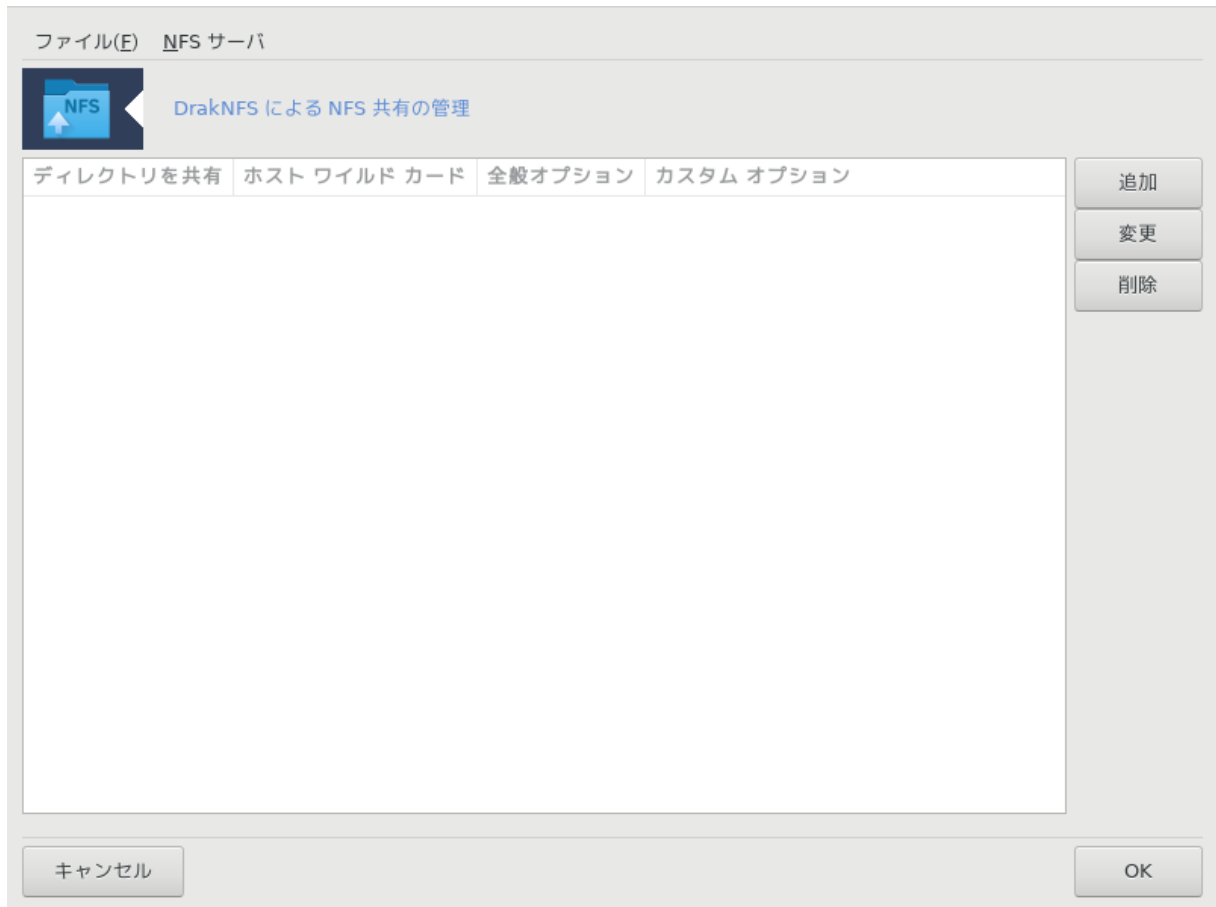 ファイル(F) NFS サーバ
NFS
DrakNFS による NFS 共有の管理
ディレクトリを共有 ホスト ワイルド カード 全般オプション カスタム オプション
追加
変更
削除
キャンセル OK